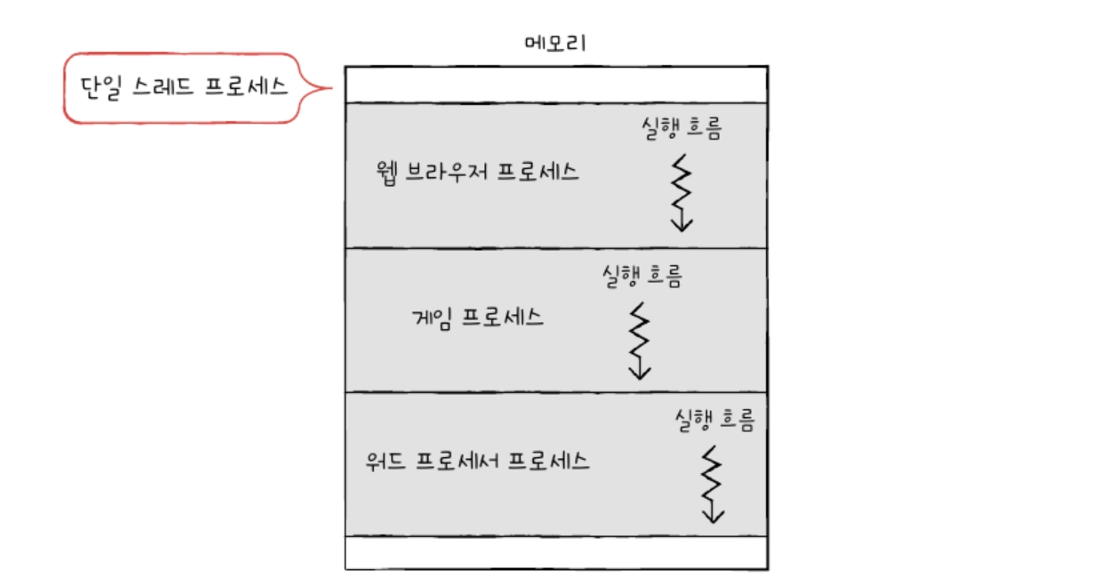 메모리
단일 스레드 프로세스
실행 흐름
웹 브라우저 프로세스
실행 흐름
게임 프로세스
실행 흐름
워드 프로세서 프로세스